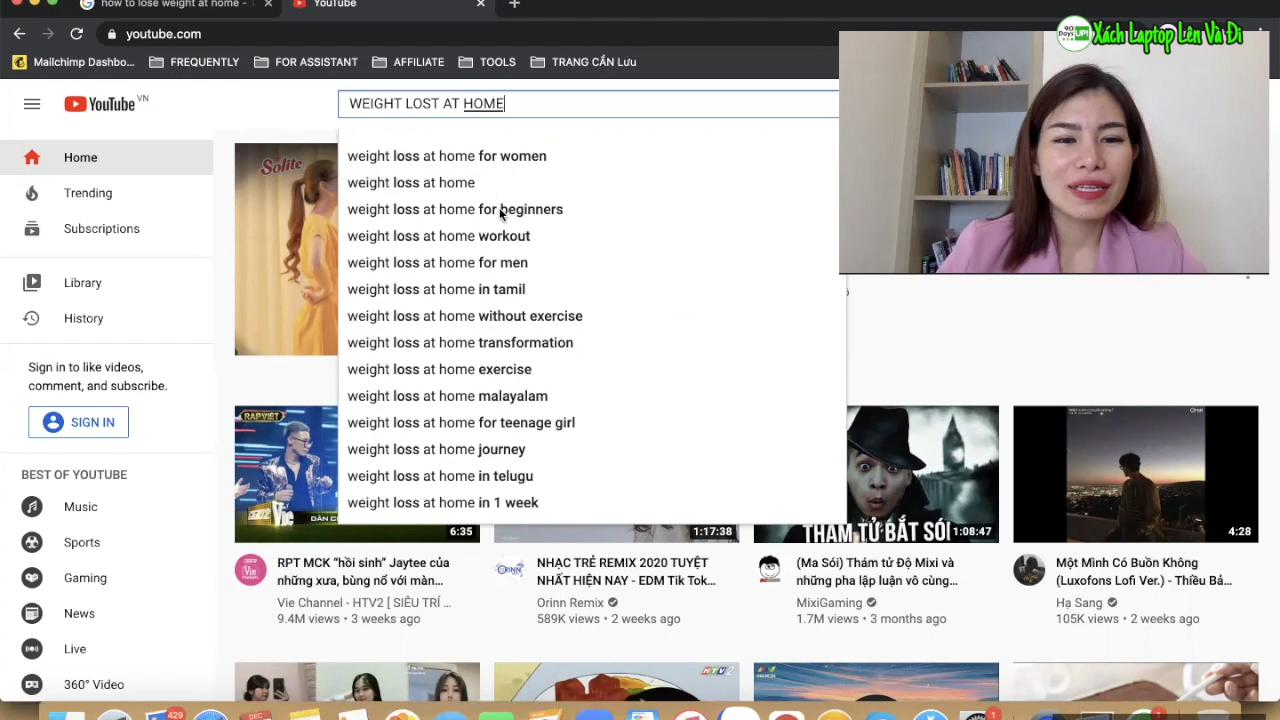 how to lose weight at home -
YouTube
youtube.com
90 Days UP!
Xách Laptop Lên Và Đi
Mailchimp Dashbo...
FREQUENTLY
FOR ASSISTANT
AFFILIATE
TOOLS
TRANG CẦN Lưu
YouTube VN
WEIGHT LOST AT HOME
Home
Trending
Subscriptions
Library
History
Sign in to like videos,
comment, and subscribe.
SIGN IN
BEST OF YOUTUBE
Music
Sports
Gaming
News
Live
360° Video
weight loss at home for women
weight loss at home
weight loss at home for beginners
weight loss at home workout
weight loss at home for men
weight loss at home in tamil
weight loss at home without exercise
weight loss at home transformation
weight loss at home exercise
weight loss at home malayalam
weight loss at home for teenage girl
weight loss at home journey
weight loss at home in telugu
weight loss at home in 1 week
Solite
RAPVIỆT
6:35
1:17:38
THÁM TỬ BẮT SÓI
1:08:47
4:28
RPT MCK “hồi sinh” Jaytee của
những xưa, bùng nổ với màn...
Vie Channel - HTV2 [ SIÊU TRÍ ...
9.4M views • 3 weeks ago
NHẠC TRẺ REMIX 2020 TUYỆT
NHẤT HIỆN NAY - EDM Tik Tok...
Orinn Remix
589K views • 2 weeks ago
(Ma Sói) Thám tử Độ Mixi và
những pha lập luận vô cùng...
MixiGaming
1.7M views • 3 months ago
Một Mình Có Buồn Không
(Luxofons Lofi Ver.) - Thiều Bả...
Hạ Sang
105K views • 2 weeks ago
HTV2
429
DEC
1